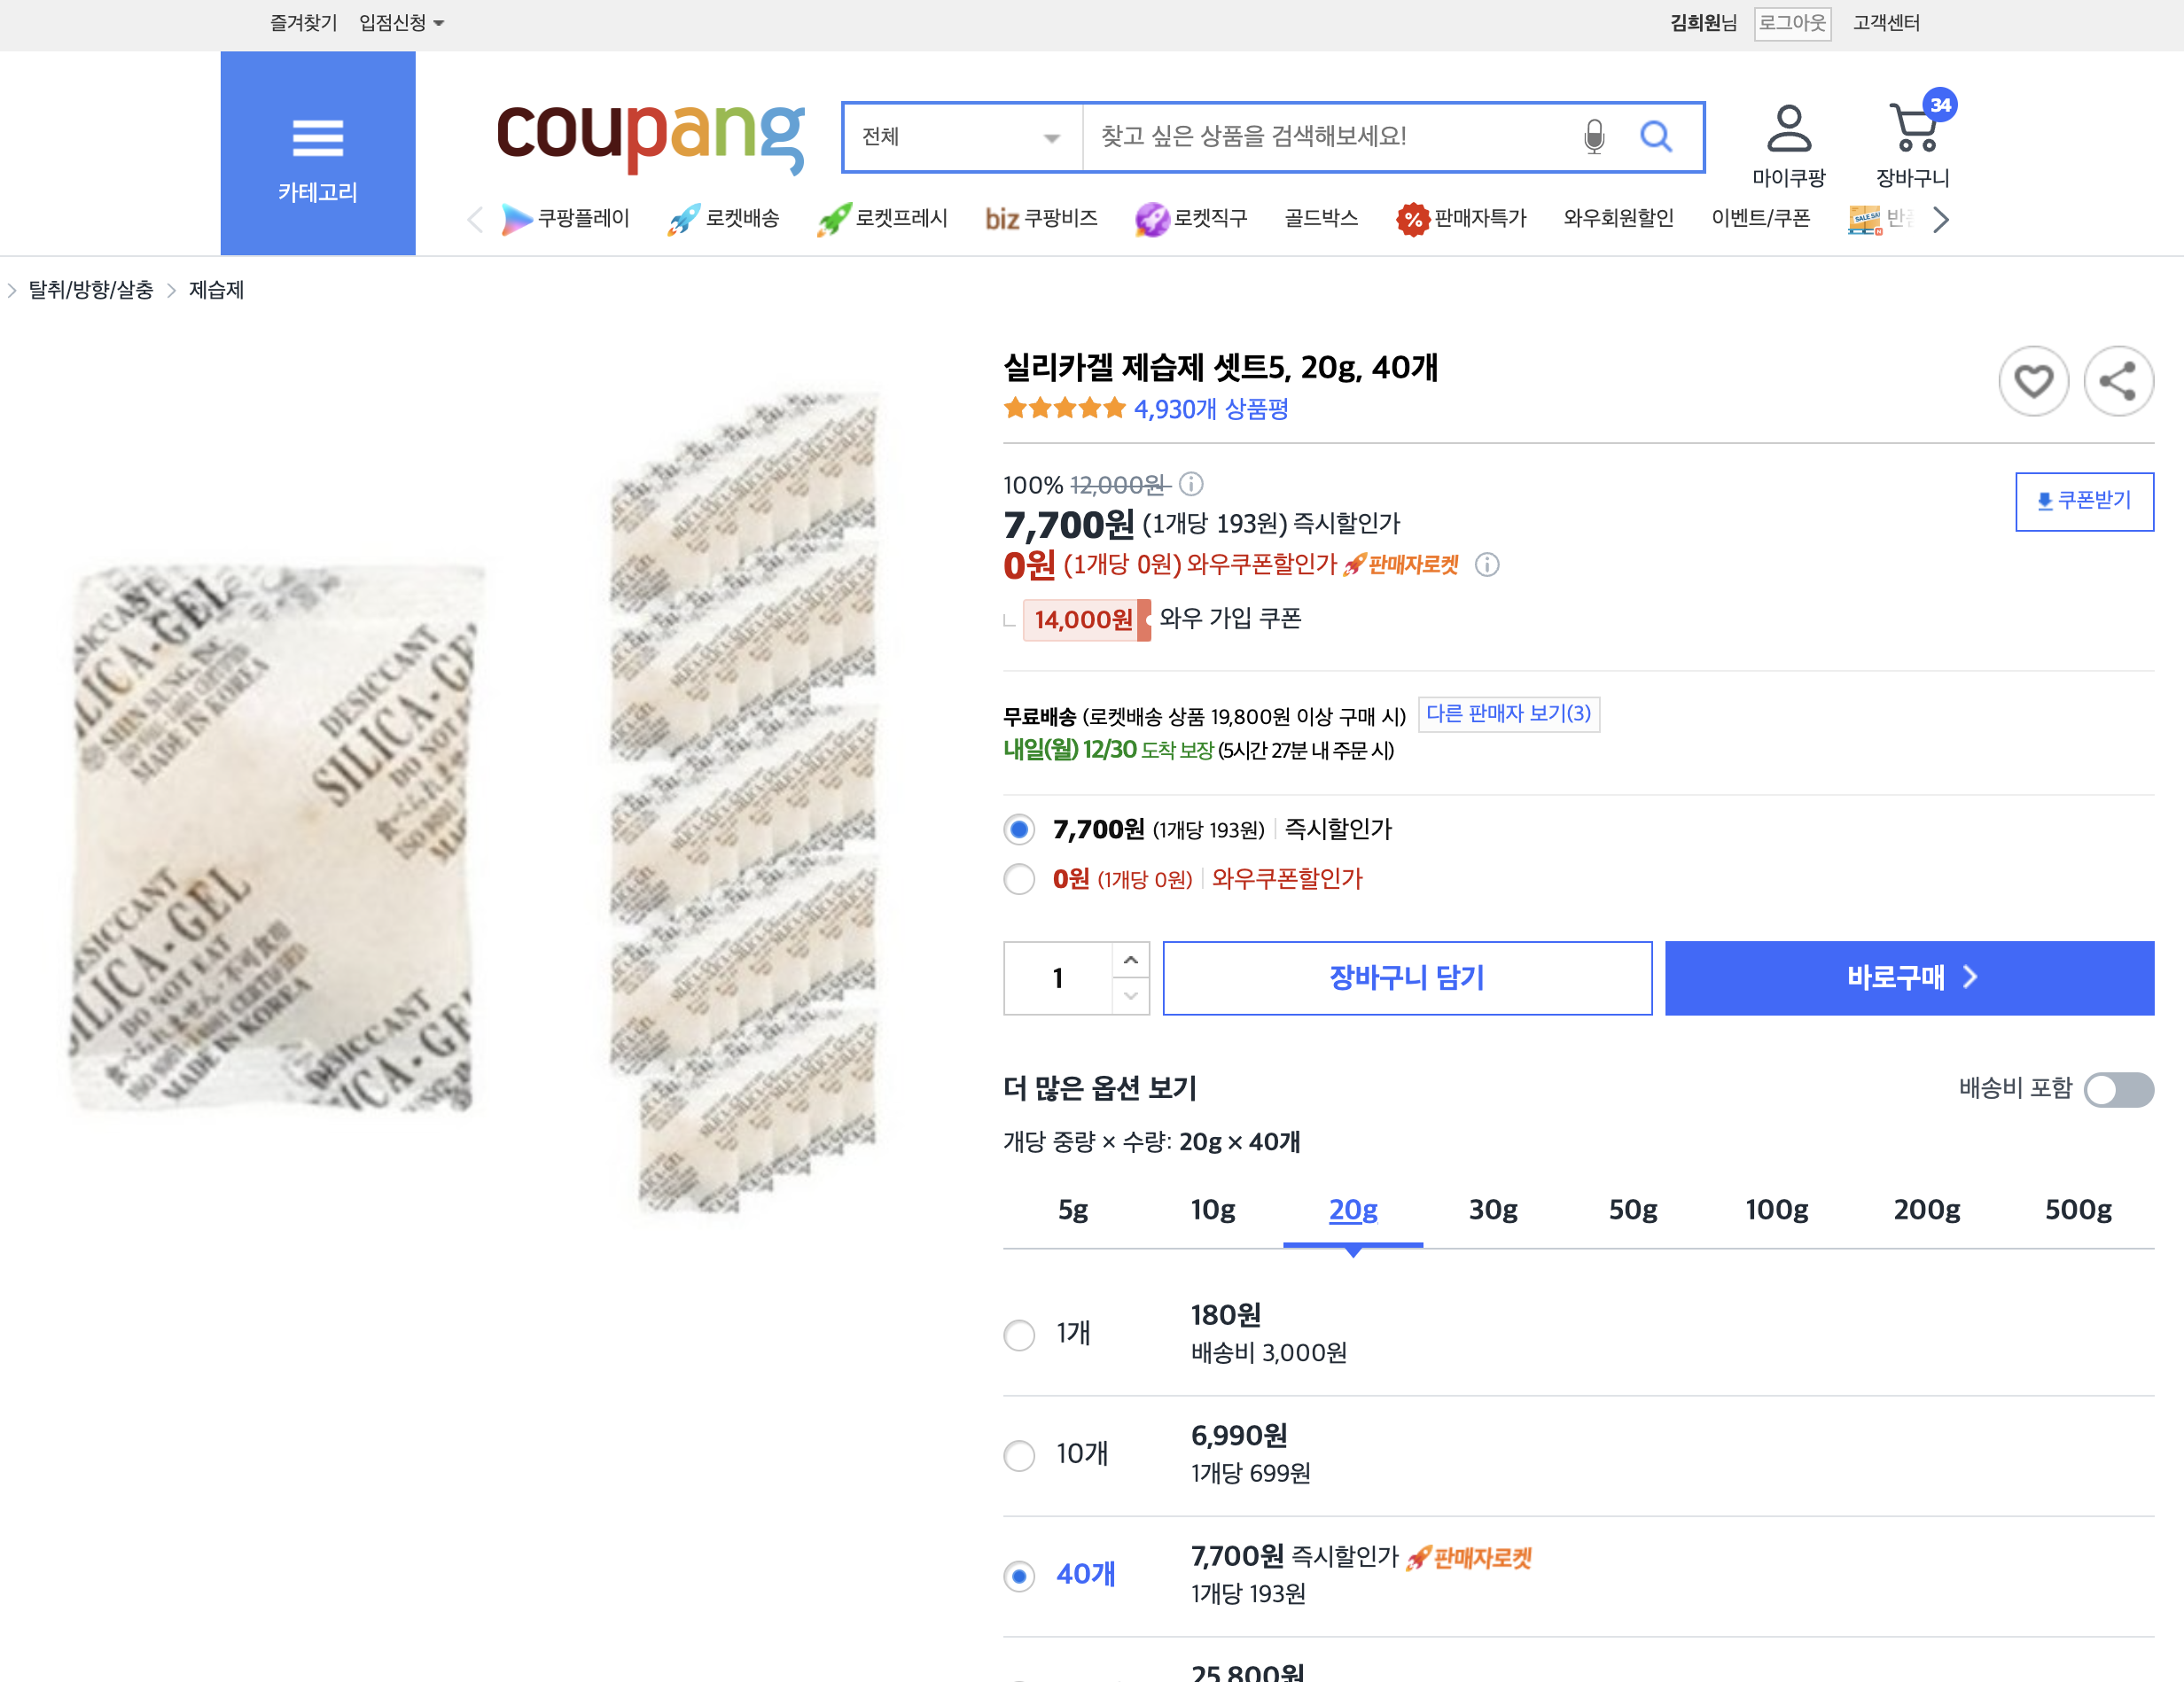 즐겨찾기 입점신청
김희원님 로그아웃 고객센터
카테고리
coupang
전체 찾고 싶은 상품을 검색해보세요!
마이쿠팡
34
장바구니
쿠팡플레이 로켓배송 로켓프레시 biz 쿠팡비즈 로켓직구 골드박스 % 판매자특가 와우회원할인 이벤트/쿠폰
탈취/방향/살충 제습제
실리카겔 제습제 셋트5, 20g, 40개
4,930개 상품평
100% 12,000원
쿠폰받기
7,700원 (1개당 193원) 즉시할인가
0원 (1개당 0원) 와우쿠폰할인가 판매자로켓
14,000원 와우 가입 쿠폰
무료배송 (로켓배송 상품 19,800원 이상 구매 시) 다른 판매자 보기(3)
내일(월) 12/30 도착 보장 (5시간 27분 내 주문 시)
7,700원 (1개당 193원) 즉시할인가
0원 (1개당 0원) 와우쿠폰할인가
1 장바구니 담기 바로구매
더 많은 옵션 보기 배송비 포함
개당 중량 × 수량: 20g × 40개
5g 10g 20g 30g 50g 100g 200g 500g
1개 180원
배송비 3,000원
10개 6,990원
1개당 699원
40개 7,700원 즉시할인가 판매자로켓
1개당 193원
25,800원
DESICCANT
SILICA-GEL
DO NOT EAT
MADE IN KOREA